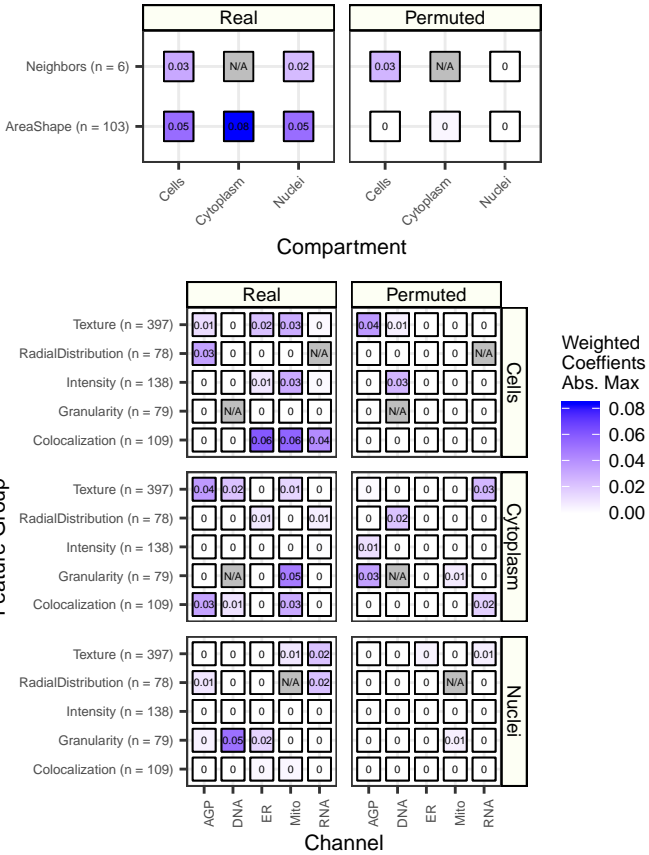 Real Permuted
Neighbors (n = 6) 0.03 N/A 0.02 0.03 N/A 0
AreaShape (n = 103) 0.05 0.05 0 0 0
Cells Cytoplasm Nuclei Cells Cytoplasm Nuclei
Compartment
Real Permuted
Cells
Texture (n = 397) 0.01 0 0.02 0.03 0 0.04 0.01 0 0 0
RadialDistribution (n = 78) 0.03 0 0 0 N/A 0 0 0 0 N/A
Intensity (n = 138) 0 0 0.01 0.03 0 0 0.03 0 0 0
Granularity (n = 79) 0 N/A 0 0 0 0 N/A 0 0 0
Colocalization (n = 109) 0 0 0.06 0.06 0.04 0 0 0 0 0
Cytoplasm
Texture (n = 397) 0.04 0.02 0 0.01 0 0 0 0 0 0.03
RadialDistribution (n = 78) 0 0 0.01 0 0.01 0 0.02 0 0 0
Intensity (n = 138) 0 0 0 0 0 0.01 0 0 0 0
Granularity (n = 79) 0 N/A 0 0.05 0 0.03 N/A 0 0.01 0
Colocalization (n = 109) 0.03 0.01 0 0.03 0 0 0 0 0 0.02
Nuclei
Texture (n = 397) 0 0 0 0.01 0.02 0 0 0 0 0.01
RadialDistribution (n = 78) 0.01 0 0 N/A 0.02 0 0 0 N/A 0
Intensity (n = 138) 0 0 0 0 0 0 0 0 0 0
Granularity (n = 79) 0 0.05 0.02 0 0 0 0 0 0.01 0
Colocalization (n = 109) 0 0 0 0 0 0 0 0 0 0
AGP DNA ER Mito RNA AGP DNA ER Mito RNA
Channel
Weighted
Coeffients
Abs. Max
0.08
0.06
0.04
0.02
0.00